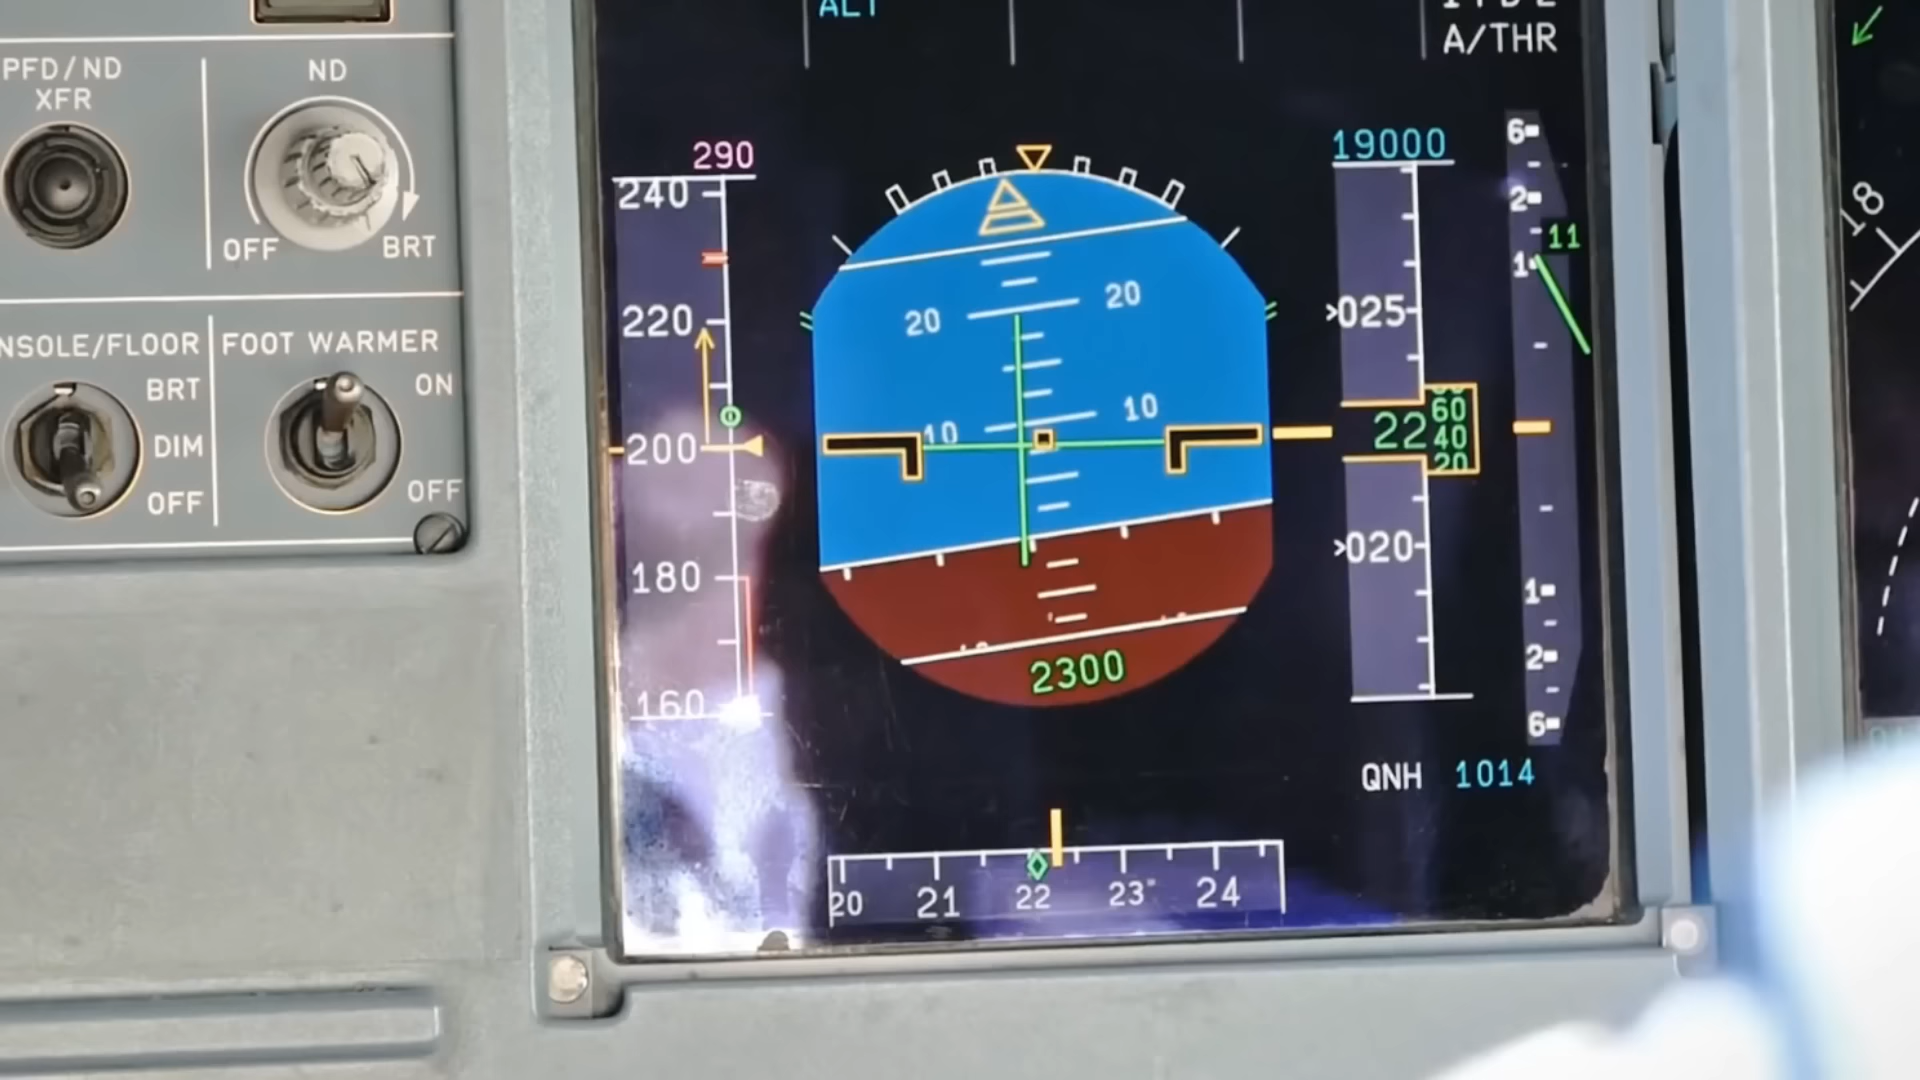 PFD/ND
XFR
ND
OFF
BRT
FOOT WARMER
BRT
DIM
OFF
ON
OFF
ALT
A/THR
290
240
220
200
180
160
20
20
10
10
2300
19000
025
22
60
40
20
020
QNH 1014
6
2
1
11
1
2
6
20
21
22
23
24
18